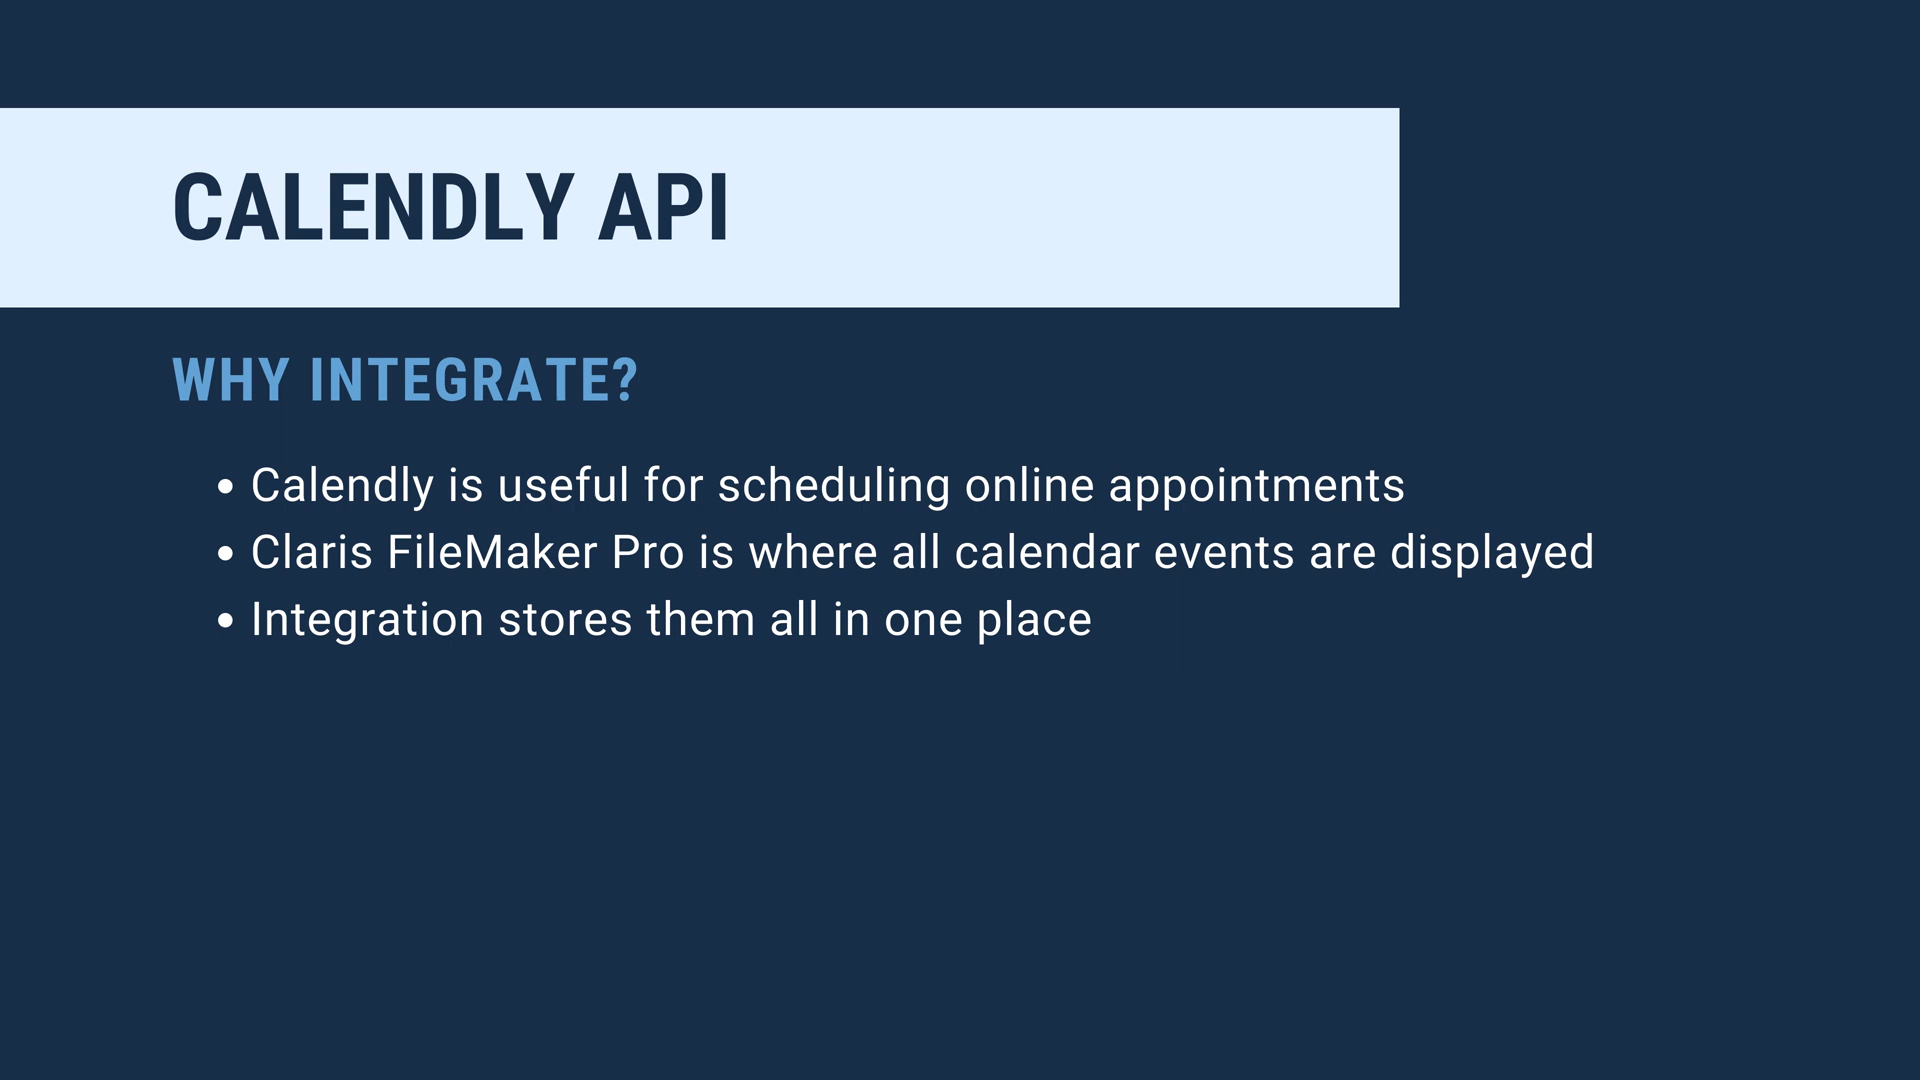 CALENDLY API
WHY INTEGRATE?
• Calendly is useful for scheduling online appointments
• Claris FileMaker Pro is where all calendar events are displayed
• Integration stores them all in one place